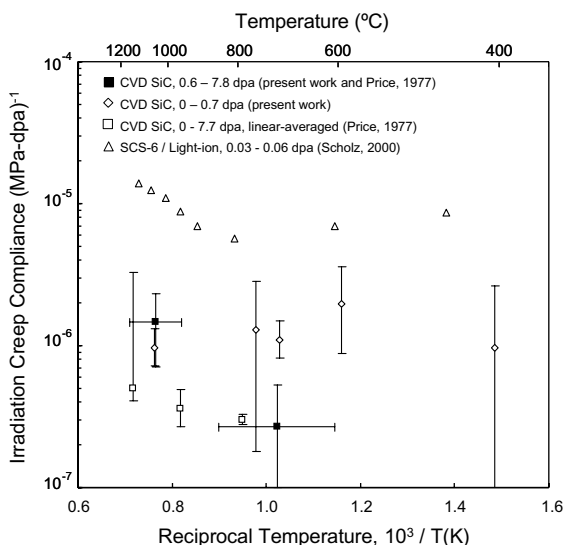 Temperature (ºC)
1200 1000 800 600 400
10-4
CVD SiC, 0.6 – 7.8 dpa (present work and Price, 1977)
CVD SiC, 0 – 0.7 dpa (present work)
CVD SiC, 0 - 7.7 dpa, linear-averaged (Price, 1977)
SCS-6 / Light-ion, 0.03 - 0.06 dpa (Scholz, 2000)
10-5
10-6
10-7
Irradiation Creep Compliance (MPa-dpa)-1
0.6 0.8 1.0 1.2 1.4 1.6
Reciprocal Temperature, 10³ / T(K)